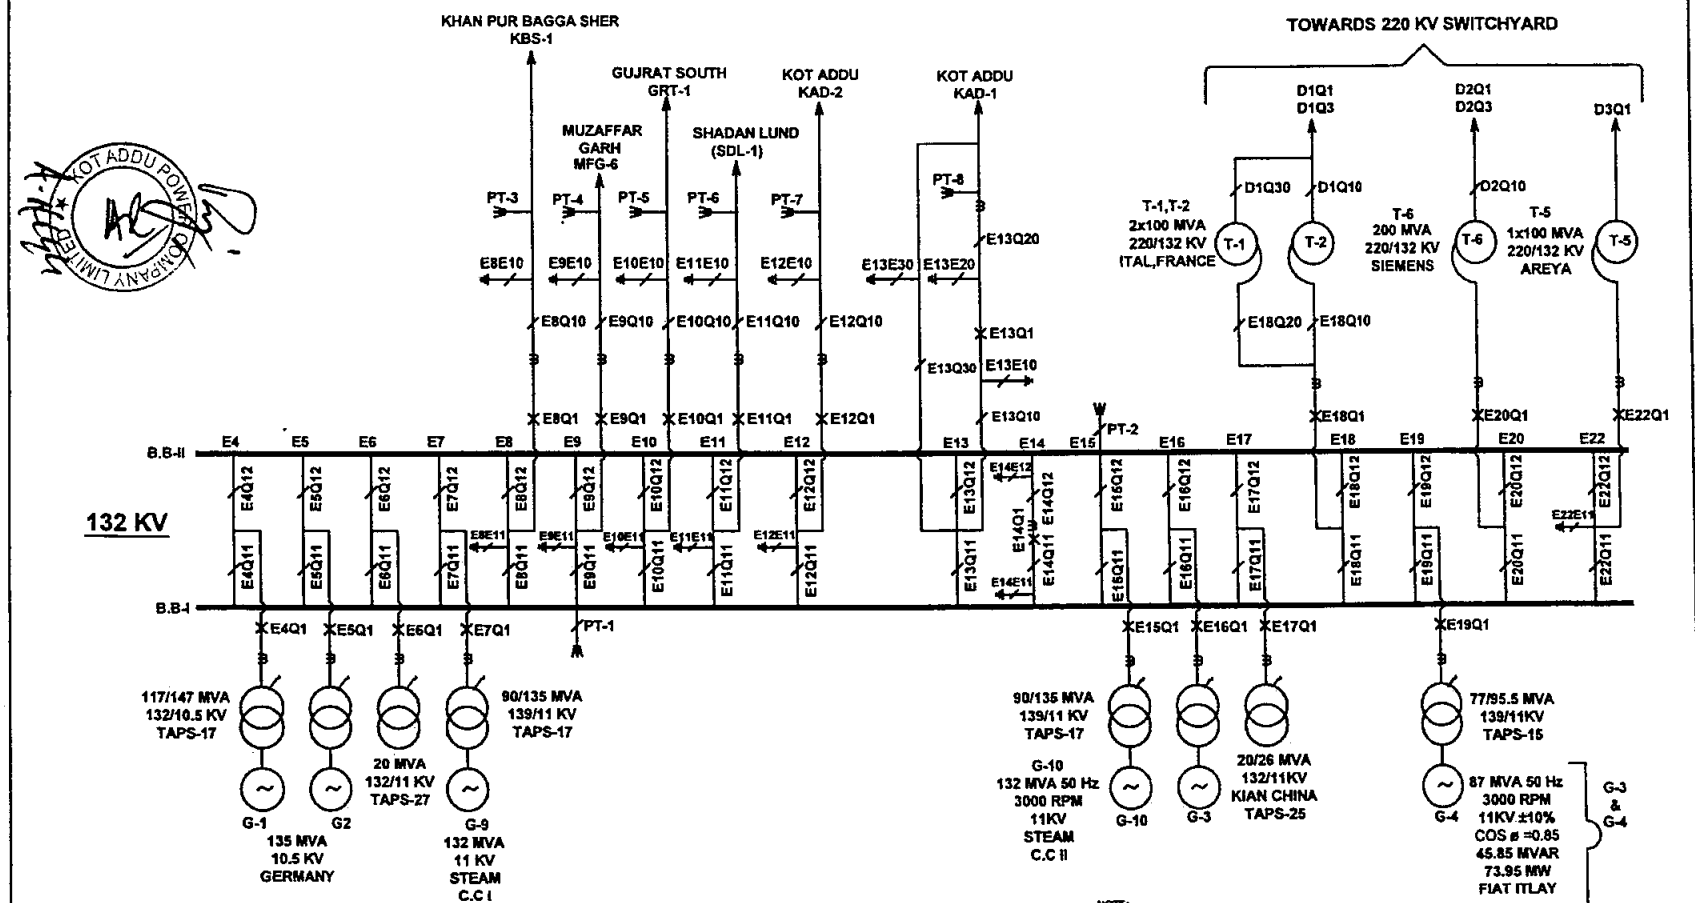 KHAN PUR BAGGA SHER
KBS-1
GUJRAT SOUTH
GRT-1
MUZAFFAR
GARH
MFG-6
SHADAN LUND
(SDL-1)
KOT ADDU
KAD-2
KOT ADDU
KAD-1
TOWARDS 220 KV SWITCHYARD
D1Q1
D1Q3
D2Q1
D2Q3
D3Q1
KOT ADDU POWER COMPANY LIMITED
PT-3
PT-4
PT-5
PT-6
PT-7
PT-8
D1Q30
D1Q10
D2Q10
T-1,T-2
2x100 MVA
220/132 KV
ITAL,FRANCE
T-1
T-2
T-6
200 MVA
220/132 KV
SIEMENS
T-6
T-5
1x100 MVA
220/132 KV
AREYA
T-5
E13Q20
E8E10
E9E10
E10E10
E11E10
E12E10
E13E30
E13E20
E8Q10
E9Q10
E10Q10
E11Q10
E12Q10
E13Q1
E18Q20
E18Q10
E13Q30
E13E10
E8Q1
E9Q1
E10Q1
E11Q1
E12Q1
E13Q10
PT-2
E18Q1
E20Q1
E22Q1
B.B-II
E4
E5
E6
E7
E8
E9
E10
E11
E12
E13
E14
E15
E16
E17
E18
E19
E20
E22
E4Q12
E5Q12
E6Q12
E7Q12
E8Q12
E9Q12
E10Q12
E11Q12
E12Q12
E13Q12
E14E12
E14Q12
E15Q12
E16Q12
E17Q12
E18Q12
E19Q12
E20Q12
E22Q12
132 KV
E14Q1
E22E11
E8E11
E9E11
E10E11
E11E11
E12E11
E4Q11
E5Q11
E6Q11
E7Q11
E8Q11
E9Q11
E10Q11
E11Q11
E12Q11
E13Q11
E14E11
E14Q11
E15Q11
E16Q11
E17Q11
E18Q11
E19Q11
E20Q11
E22Q11
B.B-I
E4Q1
E5Q1
E6Q1
E7Q1
PT-1
E15Q1
E16Q1
E17Q1
E19Q1
117/147 MVA
132/10.5 KV
TAPS-17
90/135 MVA
139/11 KV
TAPS-17
90/135 MVA
139/11 KV
TAPS-17
77/95.5 MVA
139/11KV
TAPS-15
20 MVA
132/11 KV
TAPS-27
G-10
132 MVA 50 Hz
3000 RPM
11KV
STEAM
C.C II
20/26 MVA
132/11KV
KIAN CHINA
TAPS-25
87 MVA 50 Hz
3000 RPM
11KV ±10%
COS ø =0.85
45.85 MVAR
73.95 MW
FIAT ITLAY
G-3
&
G-4
G-1
G2
G-9
G-10
G-3
G-4
135 MVA
10.5 KV
GERMANY
132 MVA
11 KV
STEAM
C.C I